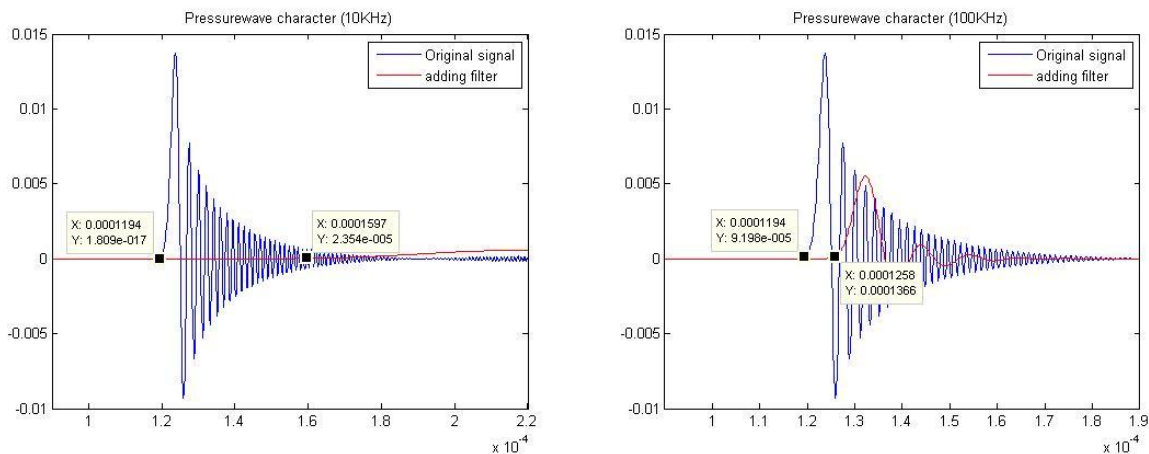 Pressurewave character (10KHz)
0.015
0.01
0.005
0
-0.005
-0.01
1
1.2
1.4
1.6
1.8
2
2.2
x 10-4
Original signal
adding filter
X: 0.0001194
Y: 1.809e-017
X: 0.0001597
Y: 2.354e-005
Pressurewave character (100KHz)
0.015
0.01
0.005
0
-0.005
-0.01
1
1.1
1.2
1.3
1.4
1.5
1.6
1.7
1.8
1.9
x 10-4
Original signal
adding filter
X: 0.0001194
Y: 9.198e-005
X: 0.0001258
Y: 0.0001366